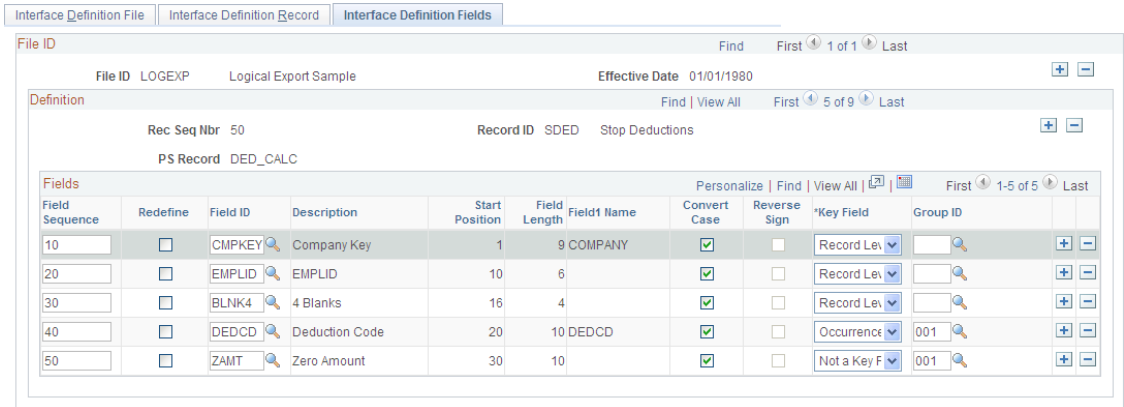 Interface Definition File Interface Definition Record Interface Definition Fields
File ID Find First 1 of 1 Last
File ID LOGEXP Logical Export Sample Effective Date 01/01/1980
Definition Find | View All First 5 of 9 Last
Rec Seq Nbr 50 Record ID SDED Stop Deductions
PS Record DED_CALC
Fields Personalize | Find | View All | | First 1-5 of 5 Last
Field Sequence Redefine Field ID Description Start Position Field Length Field1 Name Convert Case Reverse Sign *Key Field Group ID
10 CMPKEY Company Key 1 9 COMPANY Record Lev
20 EMPLID EMPLID 10 6 Record Lev
30 BLNK4 4 Blanks 16 4 Record Lev
40 DEDCD Deduction Code 20 10 DEDCD Occurrence 001
50 ZAMT Zero Amount 30 10 Not a Key F 001